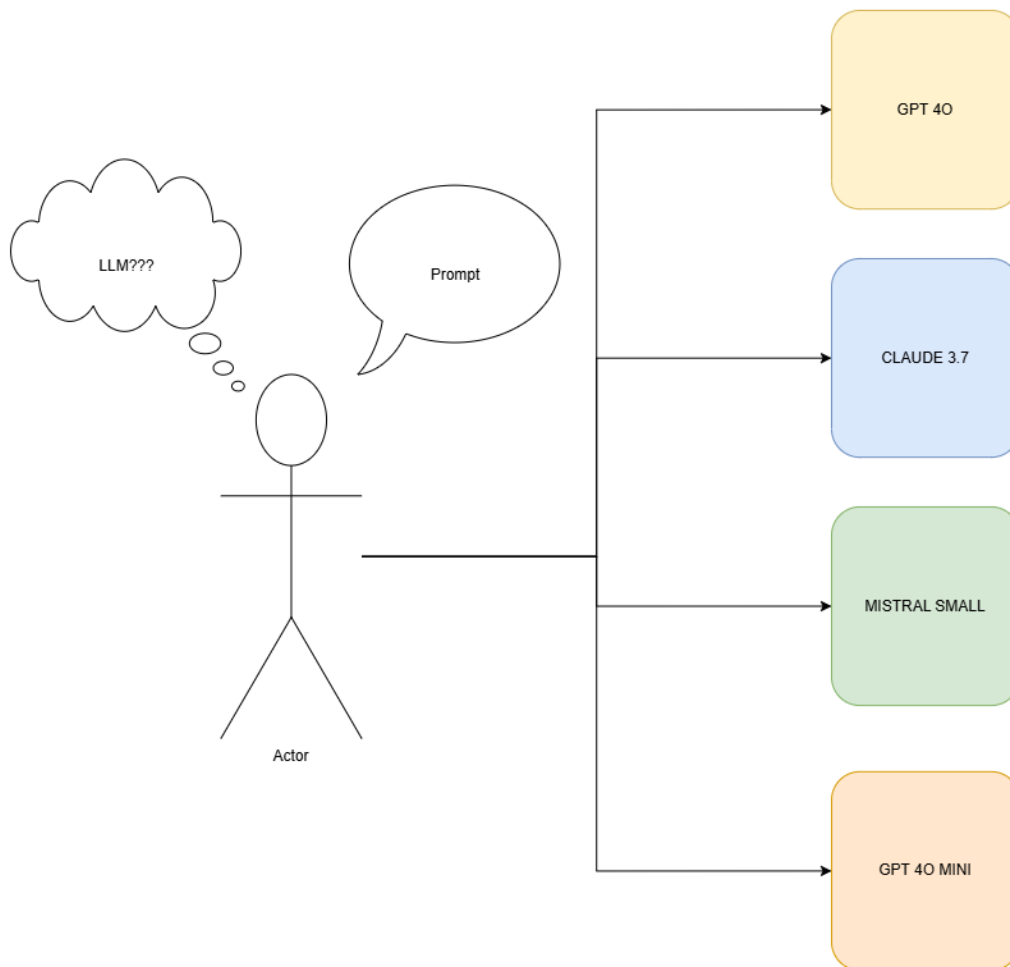 GPT 4O
LLM???
Prompt
CLAUDE 3.7
MISTRAL SMALL
Actor
GPT 4O MINI